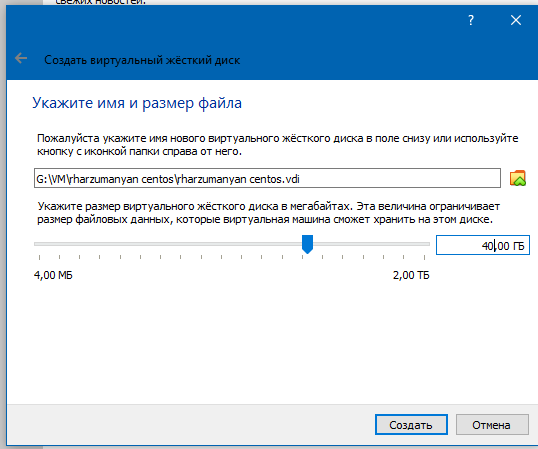 свежих новостей.
?
Создать виртуальный жёсткий диск
Укажите имя и размер файла
Пожалуйста укажите имя нового виртуального жёсткого диска в поле снизу или используйте
кнопку с иконкой папки справа от него.
G:\VM\rharzumanyan centos\rharzumanyan centos.vdi
Укажите размер виртуального жёсткого диска в мегабайтах. Эта величина ограничивает
размер файловых данных, которые виртуальная машина сможет хранить на этом диске.
40,00 ГБ
4,00 МБ 2,00 ТБ
Создать Отмена